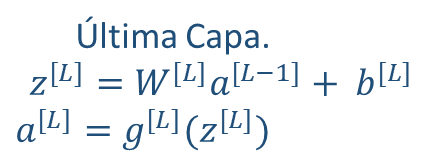 Última Capa.
z^[L] = W^[L]a^[L−1] + b^[L]
a^[L] = g^[L](z^[L])